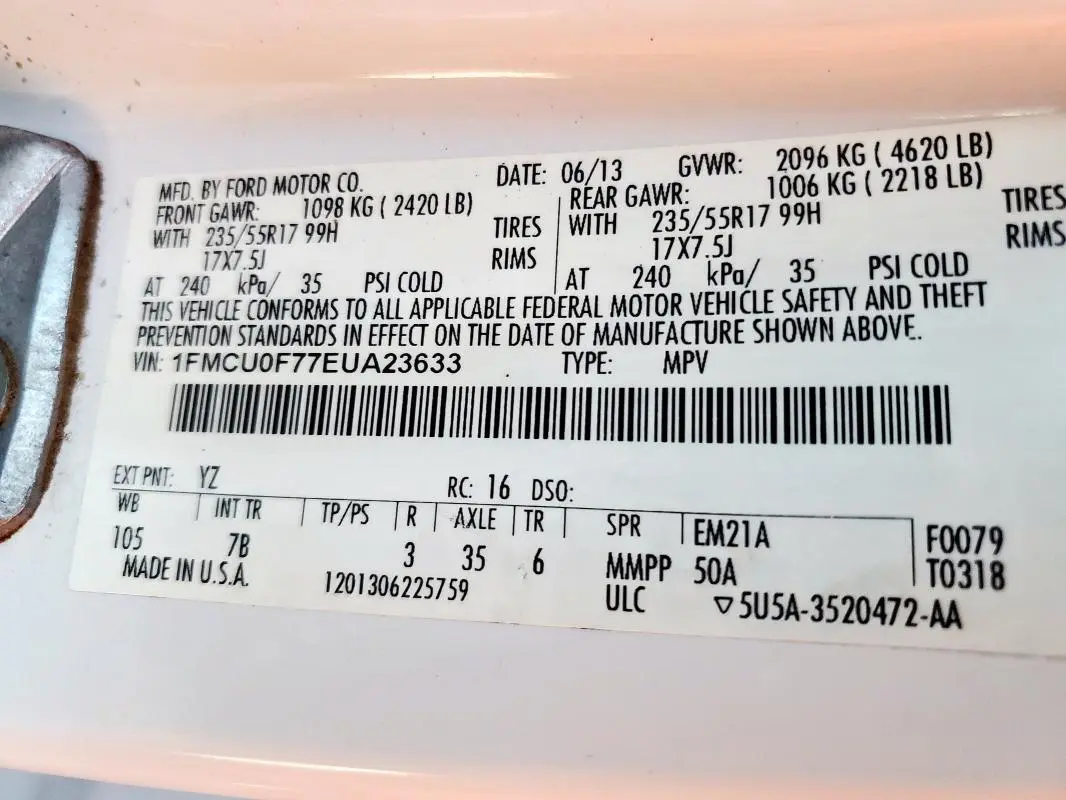 MFD. BY FORD MOTOR CO. DATE: 06/13 GVWR: 2096 KG ( 4620 LB)
FRONT GAWR: 1098 KG ( 2420 LB) REAR GAWR: 1006 KG ( 2218 LB)
WITH 235/55R17 99H TIRES WITH 235/55R17 99H TIRES
17X7.5J RIMS 17X7.5J RIMS
AT 240 kPa/ 35 PSI COLD AT 240 kPa/ 35 PSI COLD
THIS VEHICLE CONFORMS TO ALL APPLICABLE FEDERAL MOTOR VEHICLE SAFETY AND THEFT
PREVENTION STANDARDS IN EFFECT ON THE DATE OF MANUFACTURE SHOWN ABOVE.
VIN: 1FMCU0F77EUA23633 TYPE: MPV
EXT PNT: YZ RC: 16 DSO:
WB INT TR TP/PS R AXLE TR SPR EM21A F0079
105 7B 3 35 6 MMPP 50A T0318
MADE IN U.S.A. 1201306225759 ULC ▽5U5A-3520472-AA